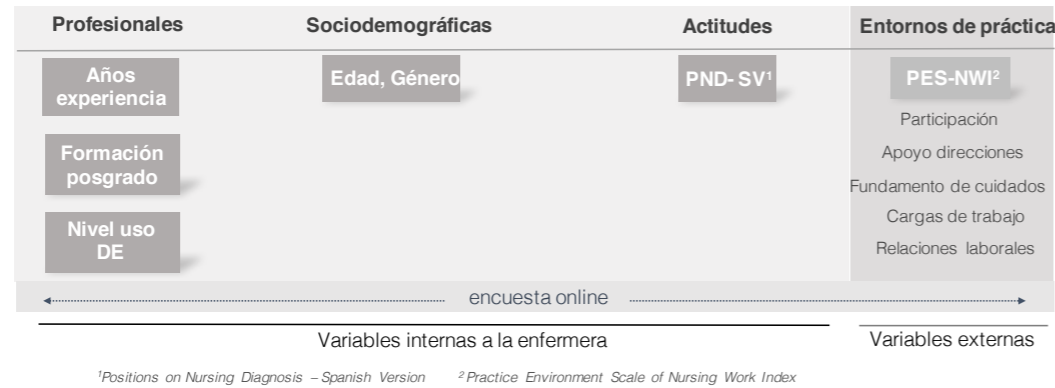 Profesionales
Sociodemográficas
Actitudes
Entornos de práctica
Años
experiencia
Edad, Género
PND- SV¹
PES-NWI²
Participación
Formación
posgrado
Apoyo direcciones
Fundamento de cuidados
Nivel uso
DE
Cargas de trabajo
Relaciones laborales
encuesta online
Variables internas a la enfermera
Variables externas
¹Positions on Nursing Diagnosis – Spanish Version
² Practice Environment Scale of Nursing Work Index